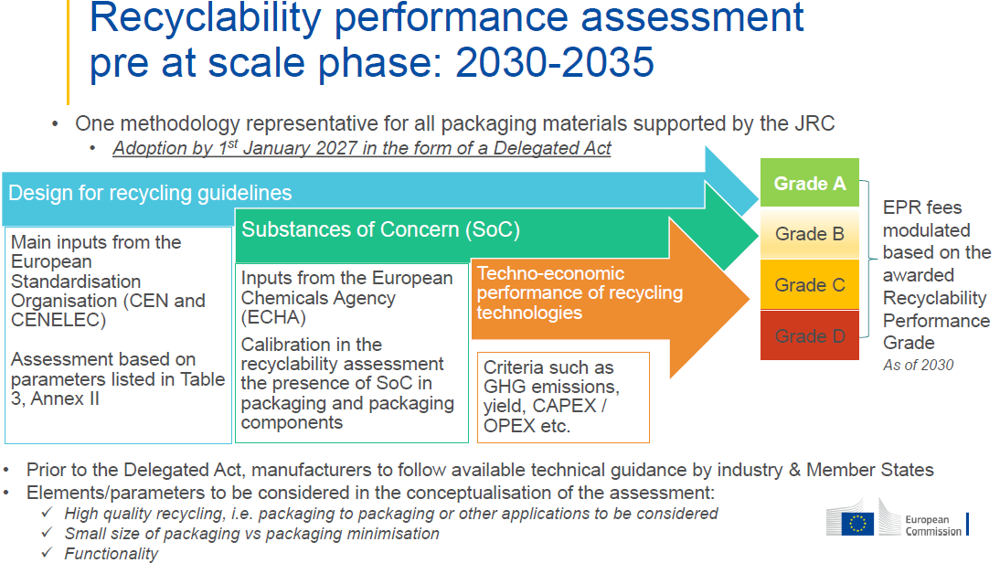 Recyclability performance assessment
pre at scale phase: 2030-2035
• One methodology representative for all packaging materials supported by the JRC
• Adoption by 1st January 2027 in the form of a Delegated Act
Design for recycling guidelines
Main inputs from the
European
Standardisation
Organisation (CEN and
CENELEC)
Assessment based on
parameters listed in Table
3, Annex II
Substances of Concern (SoC)
Inputs from the European
Chemicals Agency
(ECHA)
Calibration in the
recyclability assessment
the presence of SoC in
packaging and packaging
components
Techno-economic
performance of recycling
technologies
Criteria such as
GHG emissions,
yield, CAPEX /
OPEX etc.
Grade A
Grade B
Grade C
Grade D
EPR fees
modulated
based on the
awarded
Recyclability
Performance
Grade
As of 2030
• Prior to the Delegated Act, manufacturers to follow available technical guidance by industry & Member States
• Elements/parameters to be considered in the conceptualisation of the assessment:
✓ High quality recycling, i.e. packaging to packaging or other applications to be considered
✓ Small size of packaging vs packaging minimisation
✓ Functionality
European
Commission